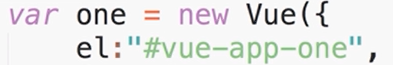 var one = new Vue({
el:"#vue-app-one",